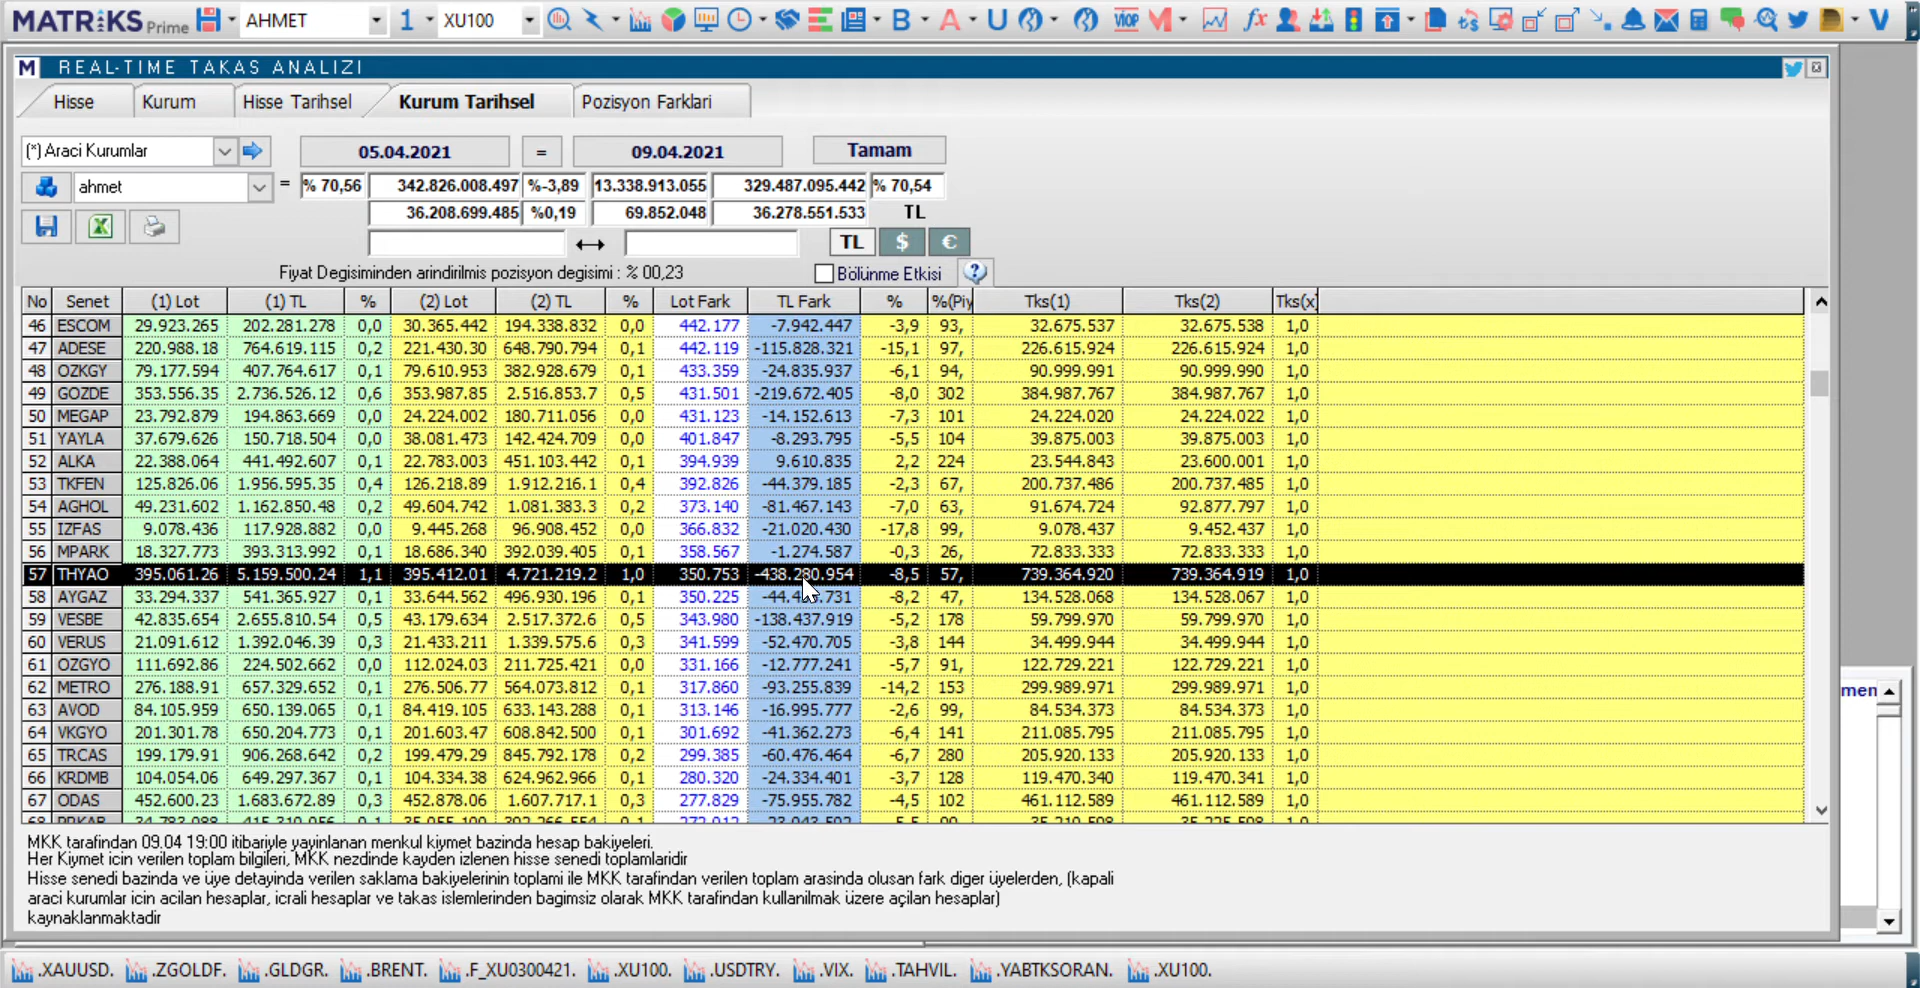 MATRİKS Prime AHMET 1 XU100 B A U VIOP M fx V
M REAL-TIME TAKAS ANALIZI
Hisse Kurum Hisse Tarihsel Kurum Tarihsel Pozisyon Farklari
(*) Araci Kurumlar 05.04.2021 = 09.04.2021 Tamam
ahmet = % 70,56 342.826.008.497 %-3,89 13.338.913.055 329.487.095.442 % 70,54
36.208.699.485 %0,19 69.852.048 36.278.551.533 TL
TL $ €
Fiyat Degisiminden arindirilmis pozisyon degisimi : % 00,23 Bölünme Etkisi ?
No Senet (1) Lot (1) TL % (2) Lot (2) TL % Lot Fark TL Fark % %(Piy Tks(1) Tks(2) Tks(x)
46 ESCOM 29.923.265 202.281.278 0,0 30.365.442 194.338.832 0,0 442.177 -7.942.447 -3,9 93, 32.675.537 32.675.538 1,0
47 ADESE 220.988.18 764.619.115 0,2 221.430.30 648.790.794 0,1 442.119 -115.828.321 -15,1 97, 226.615.924 226.615.924 1,0
48 OZKGY 79.177.594 407.764.617 0,1 79.610.953 382.928.679 0,1 433.359 -24.835.937 -6,1 94, 90.999.991 90.999.990 1,0
49 GOZDE 353.556.35 2.736.526.12 0,6 353.987.85 2.516.853.7 0,5 431.501 -219.672.405 -8,0 302 384.987.767 384.987.767 1,0
50 MEGAP 23.792.879 194.863.669 0,0 24.224.002 180.711.056 0,0 431.123 -14.152.613 -7,3 101 24.224.020 24.224.022 1,0
51 YAYLA 37.679.626 150.718.504 0,0 38.081.473 142.424.709 0,0 401.847 -8.293.795 -5,5 104 39.875.003 39.875.003 1,0
52 ALKA 22.388.064 441.492.607 0,1 22.783.003 451.103.442 0,1 394.939 9.610.835 2,2 224 23.544.843 23.600.001 1,0
53 TKFEN 125.826.06 1.956.595.35 0,4 126.218.89 1.912.216.1 0,4 392.826 -44.379.185 -2,3 67, 200.737.486 200.737.485 1,0
54 AGHOL 49.231.602 1.162.850.48 0,2 49.604.742 1.081.383.3 0,2 373.140 -81.467.143 -7,0 63, 91.674.724 92.877.797 1,0
55 IZFAS 9.078.436 117.928.882 0,0 9.445.268 96.908.452 0,0 366.832 -21.020.430 -17,8 99, 9.078.437 9.452.437 1,0
56 MPARK 18.327.773 393.313.992 0,1 18.686.340 392.039.405 0,1 358.567 -1.274.587 -0,3 26, 72.833.333 72.833.333 1,0
57 THYAO 395.061.26 5.159.500.24 1,1 395.412.01 4.721.219.2 1,0 350.753 -438.280.954 -8,5 57, 739.364.920 739.364.919 1,0
58 AYGAZ 33.294.337 541.365.927 0,1 33.644.562 496.930.196 0,1 350.225 -8,2 47, 134.528.068 134.528.067 1,0
59 VESBE 42.835.654 2.655.810.54 0,5 43.179.634 2.517.372.6 0,5 343.980 -138.437.919 -5,2 178 59.799.970 59.799.970 1,0
60 VERUS 21.091.612 1.392.046.39 0,3 21.433.211 1.339.575.6 0,3 341.599 -52.470.705 -3,8 144 34.499.944 34.499.944 1,0
61 OZGYO 111.692.86 224.502.662 0,0 112.024.03 211.725.421 0,0 331.166 -12.777.241 -5,7 91, 122.729.221 122.729.221 1,0
62 METRO 276.188.91 657.329.652 0,1 276.506.77 564.073.812 0,1 317.860 -93.255.839 -14,2 153 299.989.971 299.989.971 1,0
63 AVOD 84.105.959 650.139.065 0,1 84.419.105 633.143.288 0,1 313.146 -16.995.777 -2,6 99, 84.534.373 84.534.373 1,0
64 VKGYO 201.301.78 650.204.773 0,1 201.603.47 608.842.500 0,1 301.692 -41.362.273 -6,4 141 211.085.795 211.085.795 1,0
65 TRCAS 199.179.91 906.268.642 0,2 199.479.29 845.792.178 0,2 299.385 -60.476.464 -6,7 280 205.920.133 205.920.133 1,0
66 KRDMB 104.054.06 649.297.367 0,1 104.334.38 624.962.966 0,1 280.320 -24.334.401 -3,7 128 119.470.340 119.470.341 1,0
67 ODAS 452.600.23 1.683.672.89 0,3 452.878.06 1.607.717.1 0,3 277.829 -75.955.782 -4,5 102 461.112.589 461.112.589 1,0
men
MKK tarafindan 09.04 19:00 itibariyle yayinlanan menkul kiymet bazinda hesap bakiyeleri.
Her Kiymet icin verilen toplam bilgileri, MKK nezdinde kayden izlenen hisse senedi toplamlaridir
Hisse senedi bazinda ve üye detayinda verilen saklama bakiyelerinin toplami ile MKK tarafindan verilen toplam arasinda olusan fark diger üyelerden, (kapali
araci kurumlar icin acilan hesaplar, icrali hesaplar ve takas islemlerinden bagimsiz olarak MKK tarafindan kullanilmak üzere açilan hesaplar)
kaynaklanmaktadir
.XAUUSD. .ZGOLDF. .GLDGR. .BRENT. .F_XU0300421. .XU100. .USDTRY. .VIX. .TAHVIL. .YABTKSORAN. .XU100.